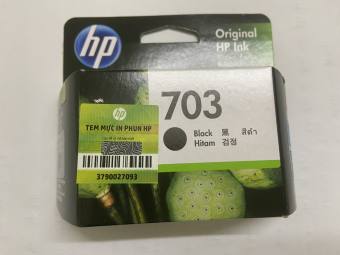 hp
Original
HP Ink
703
Black 黑 สีดำ
Hitam 검정
hp
TEM MỰC IN PHUN HP
3790027093